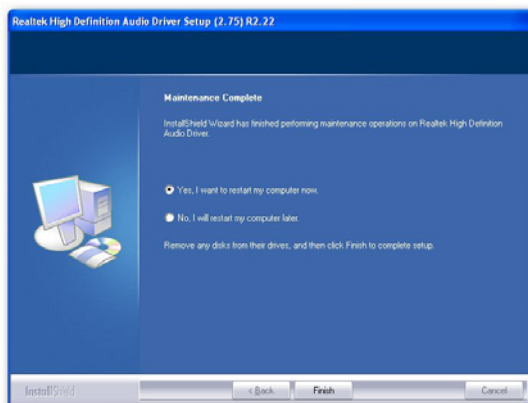 Realtek High Definition Audio Driver Setup (2.75) R2.22
Maintenance Complete
InstallShield Wizard has finished performing maintenance operations on Realtek High Definition
Audio Driver.
Yes, I want to restart my computer now.
No, I will restart my computer later.
Remove any disks from their drives, and then click Finish to complete setup.
InstallShield
< Back
Finish
Cancel